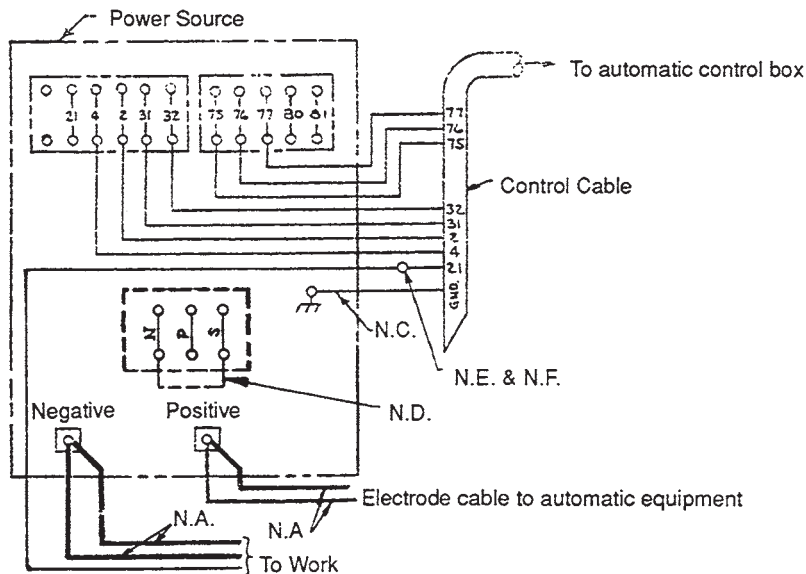 Power Source
To automatic control box
21 4 2 31 32 75 76 77 80 81
77
76
75
Control Cable
32
31
2
4
21
GND
N.C.
N P S
N.E. & N.F.
N.D.
Negative Positive
Electrode cable to automatic equipment
N.A. N.A
To Work